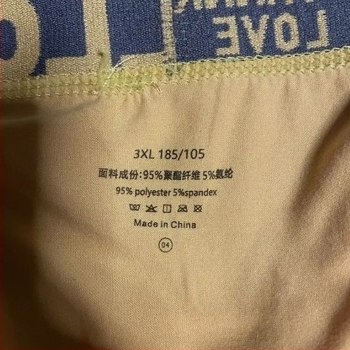 LOVE
3XL 185/105
面料成份:95%聚酯纤维 5%氨纶
95% polyester 5%spandex
Made in China
04